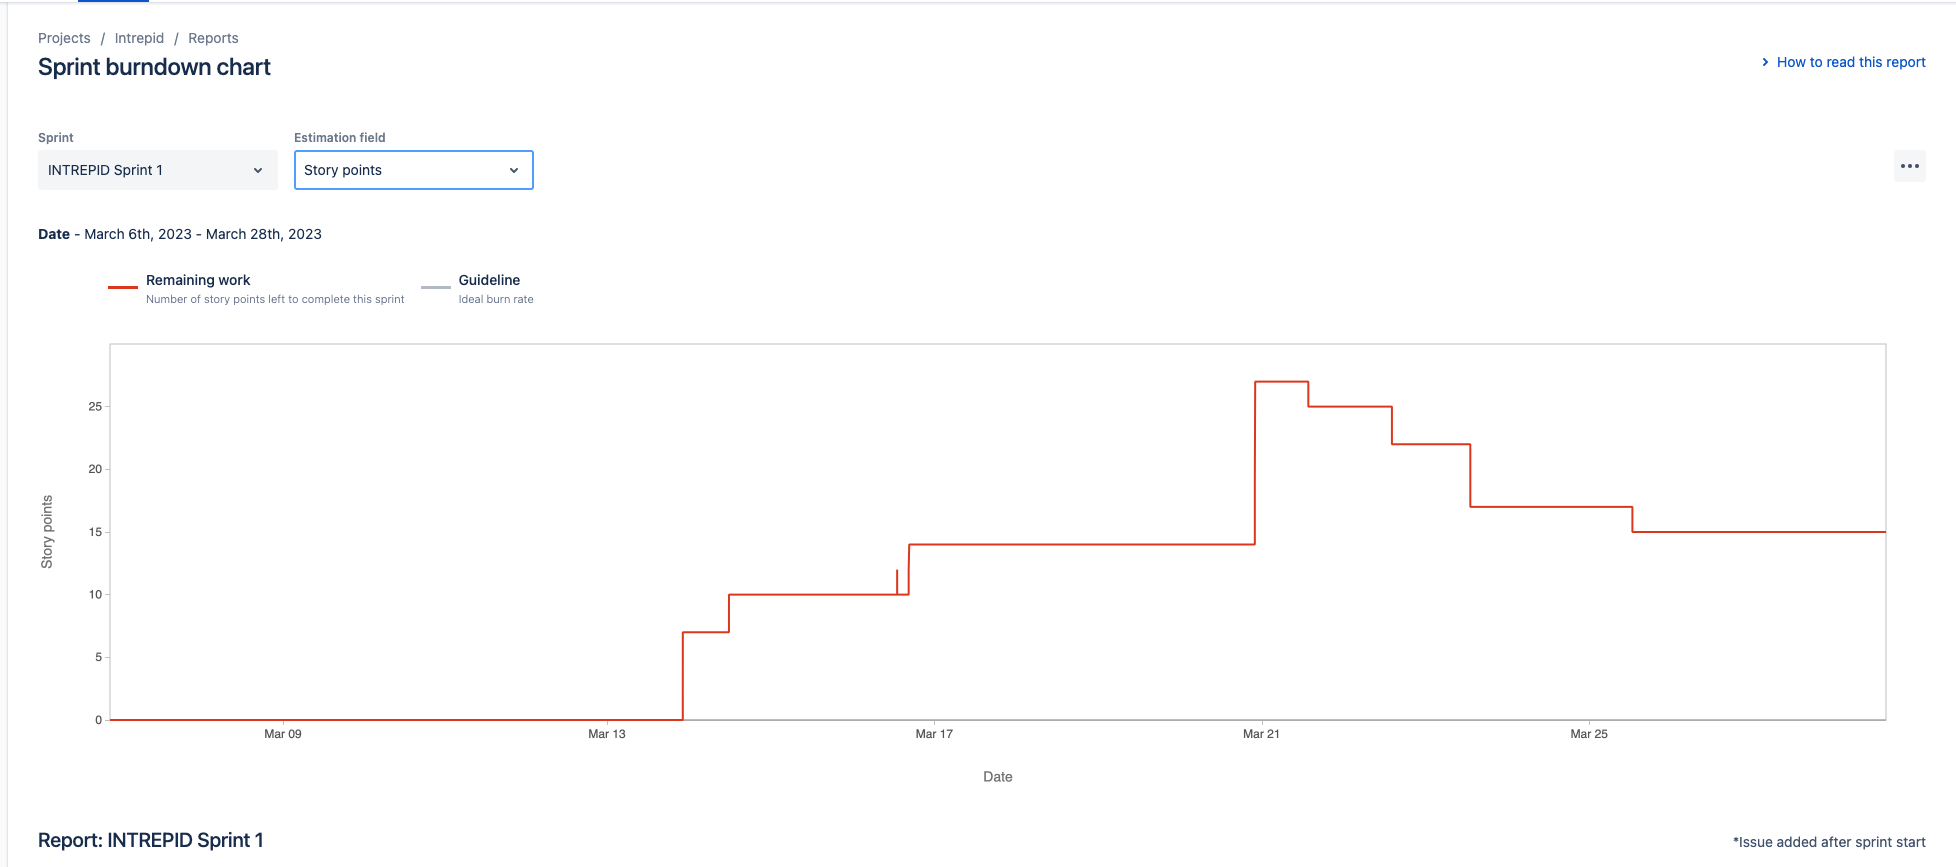 Projects / Intrepid / Reports
Sprint burndown chart
How to read this report
Sprint
Estimation field
INTREPID Sprint 1
Story points
Date - March 6th, 2023 - March 28th, 2023
Remaining work
Number of story points left to complete this sprint
Guideline
Ideal burn rate
Story points
25
20
15
10
5
0
Mar 09
Mar 13
Mar 17
Mar 21
Mar 25
Date
Report: INTREPID Sprint 1
*Issue added after sprint start